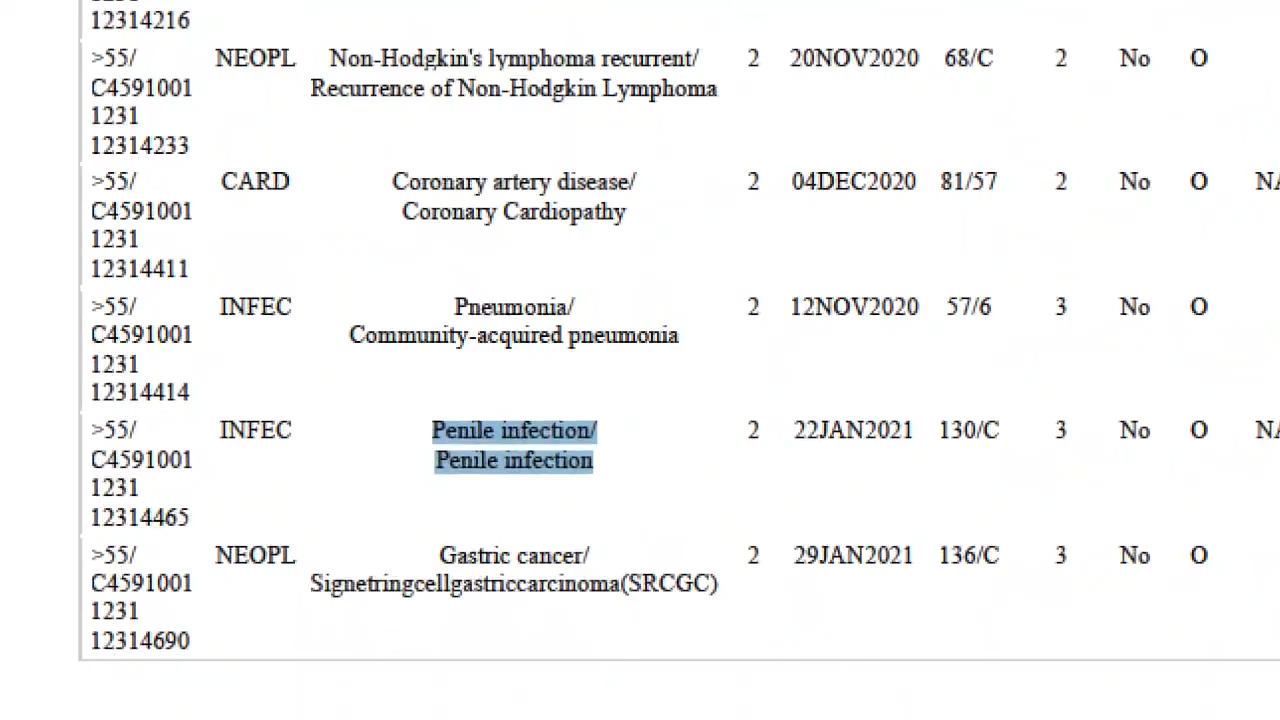 12314216
>55/ NEOPL Non-Hodgkin's lymphoma recurrent/ 2 20NOV2020 68/C 2 No O
C4591001 Recurrence of Non-Hodgkin Lymphoma
1231
12314233
>55/ CARD Coronary artery disease/ 2 04DEC2020 81/57 2 No O NA
C4591001 Coronary Cardiopathy
1231
12314411
>55/ INFEC Pneumonia/ 2 12NOV2020 57/6 3 No O
C4591001 Community-acquired pneumonia
1231
12314414
>55/ INFEC Penile infection/ 2 22JAN2021 130/C 3 No O NA
C4591001 Penile infection
1231
12314465
>55/ NEOPL Gastric cancer/ 2 29JAN2021 136/C 3 No O
C4591001 Signetringcellgastriccarcinoma(SRCGC)
1231
12314690